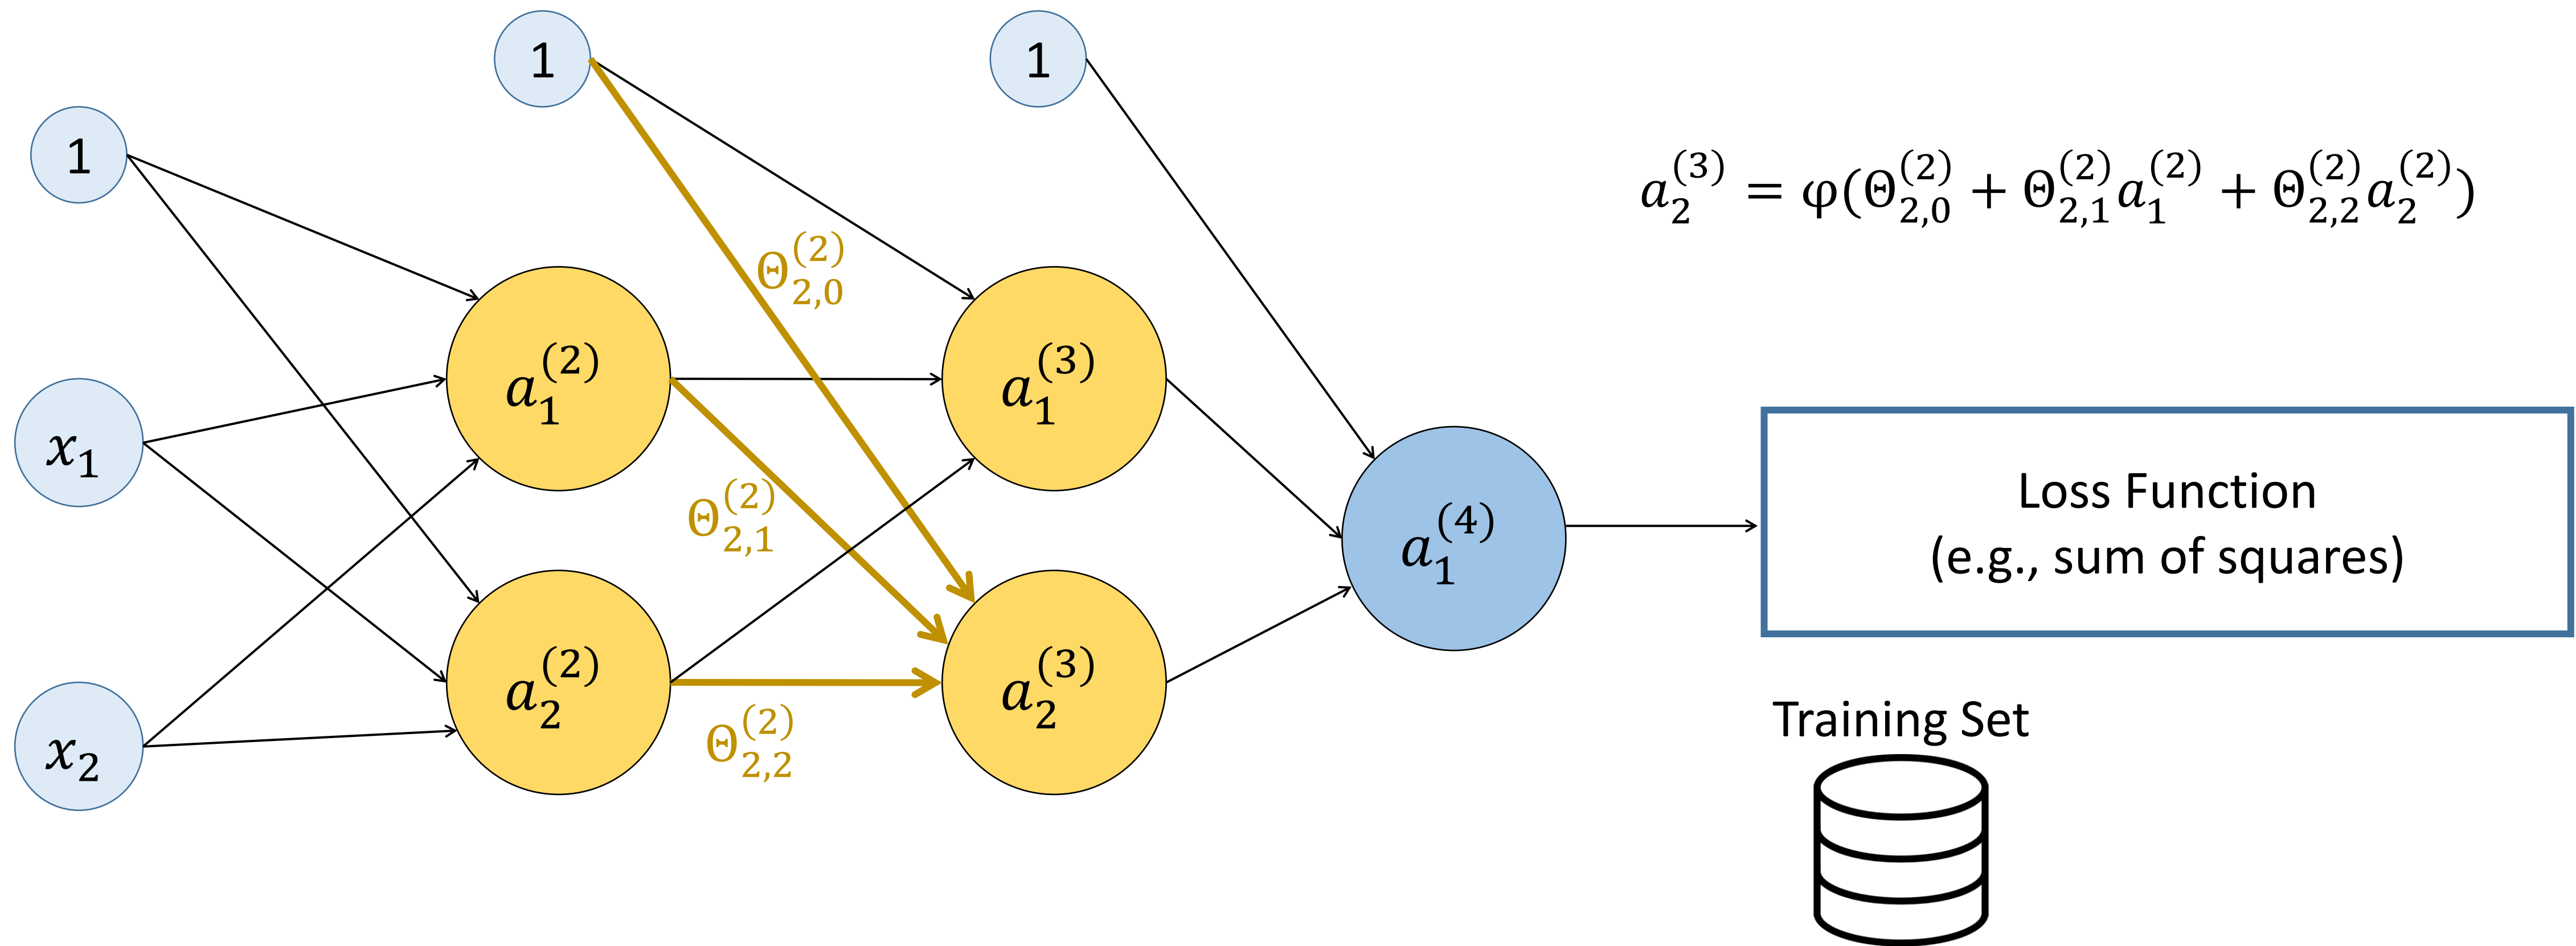 1
1
1
a_2^{(3)} = φ(Θ_{2,0}^{(2)} + Θ_{2,1}^{(2)} a_1^{(2)} + Θ_{2,2}^{(2)} a_2^{(2)})
Θ_{2,0}^{(2)}
a_1^{(2)}
a_1^{(3)}
x_1
Θ_{2,1}^{(2)}
a_1^{(4)}
Loss Function
(e.g., sum of squares)
a_2^{(2)}
a_2^{(3)}
x_2
Θ_{2,2}^{(2)}
Training Set